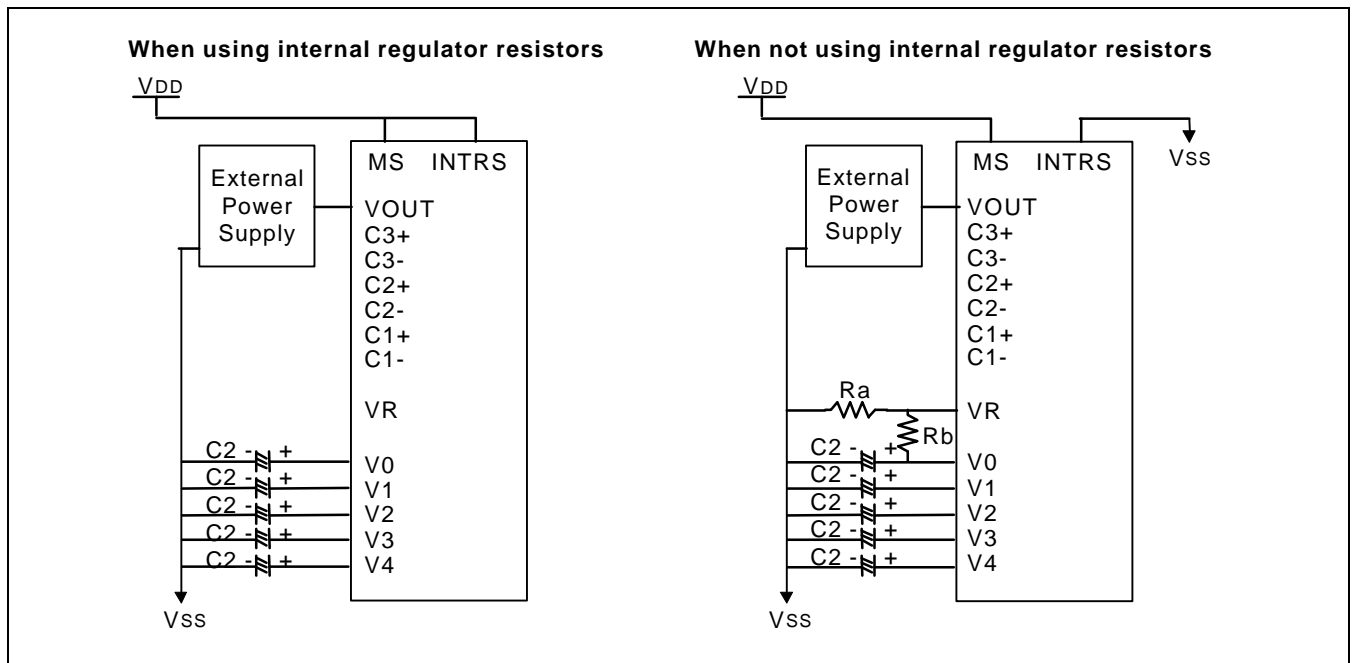 When using internal regulator resistors
VDD
MS INTRS
External
Power
Supply
VOUT
C3+
C3-
C2+
C2-
C1+
C1-
VR
C2 - + V0
C2 - + V1
C2 - + V2
C2 - + V3
C2 - + V4
Vss
When not using internal regulator resistors
VDD
MS INTRS
Vss
External
Power
Supply
VOUT
C3+
C3-
C2+
C2-
C1+
C1-
Ra
VR
Rb
C2 - + V0
C2 - + V1
C2 - + V2
C2 - + V3
C2 - + V4
Vss